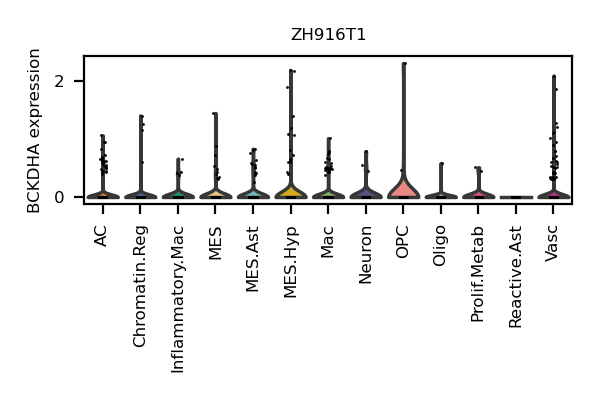 ZH916T1
BCKDHA expression
2
0
AC
Chromatin.Reg
Inflammatory.Mac
MES
MES.Ast
MES.Hyp
Mac
Neuron
OPC
Oligo
Prolif.Metab
Reactive.Ast
Vasc